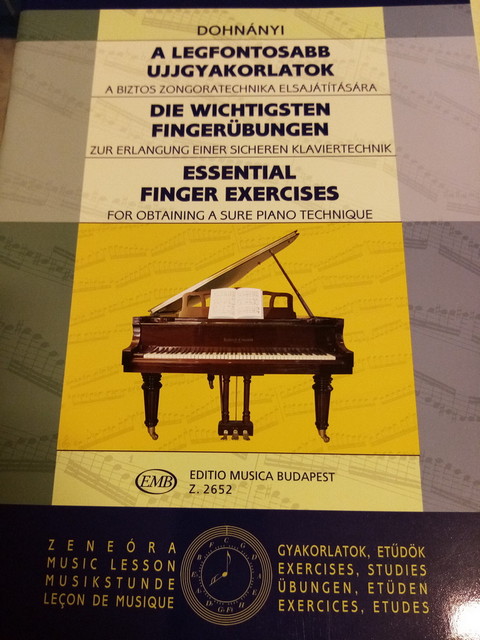 DOHNÁNYI
A LEGFONTOSABB
UJJGYAKORLATOK
A BIZTOS ZONGORATECHNIKA ELSAJÁTÍTÁSÁRA
DIE WICHTIGSTEN
FINGERÜBUNGEN
ZUR ERLANGUNG EINER SICHEREN KLAVIERTECHNIK
ESSENTIAL
FINGER EXERCISES
FOR OBTAINING A SURE PIANO TECHNIQUE
EMB
EDITIO MUSICA BUDAPEST
Z. 2652
ZENEÓRA
MUSIC LESSON
MUSIKSTUNDE
LEÇON DE MUSIQUE
GYAKORLATOK, ETŰDÖK
EXERCISES, STUDIES
ÜBUNGEN, ETÜDEN
EXERCICES, ETUDES